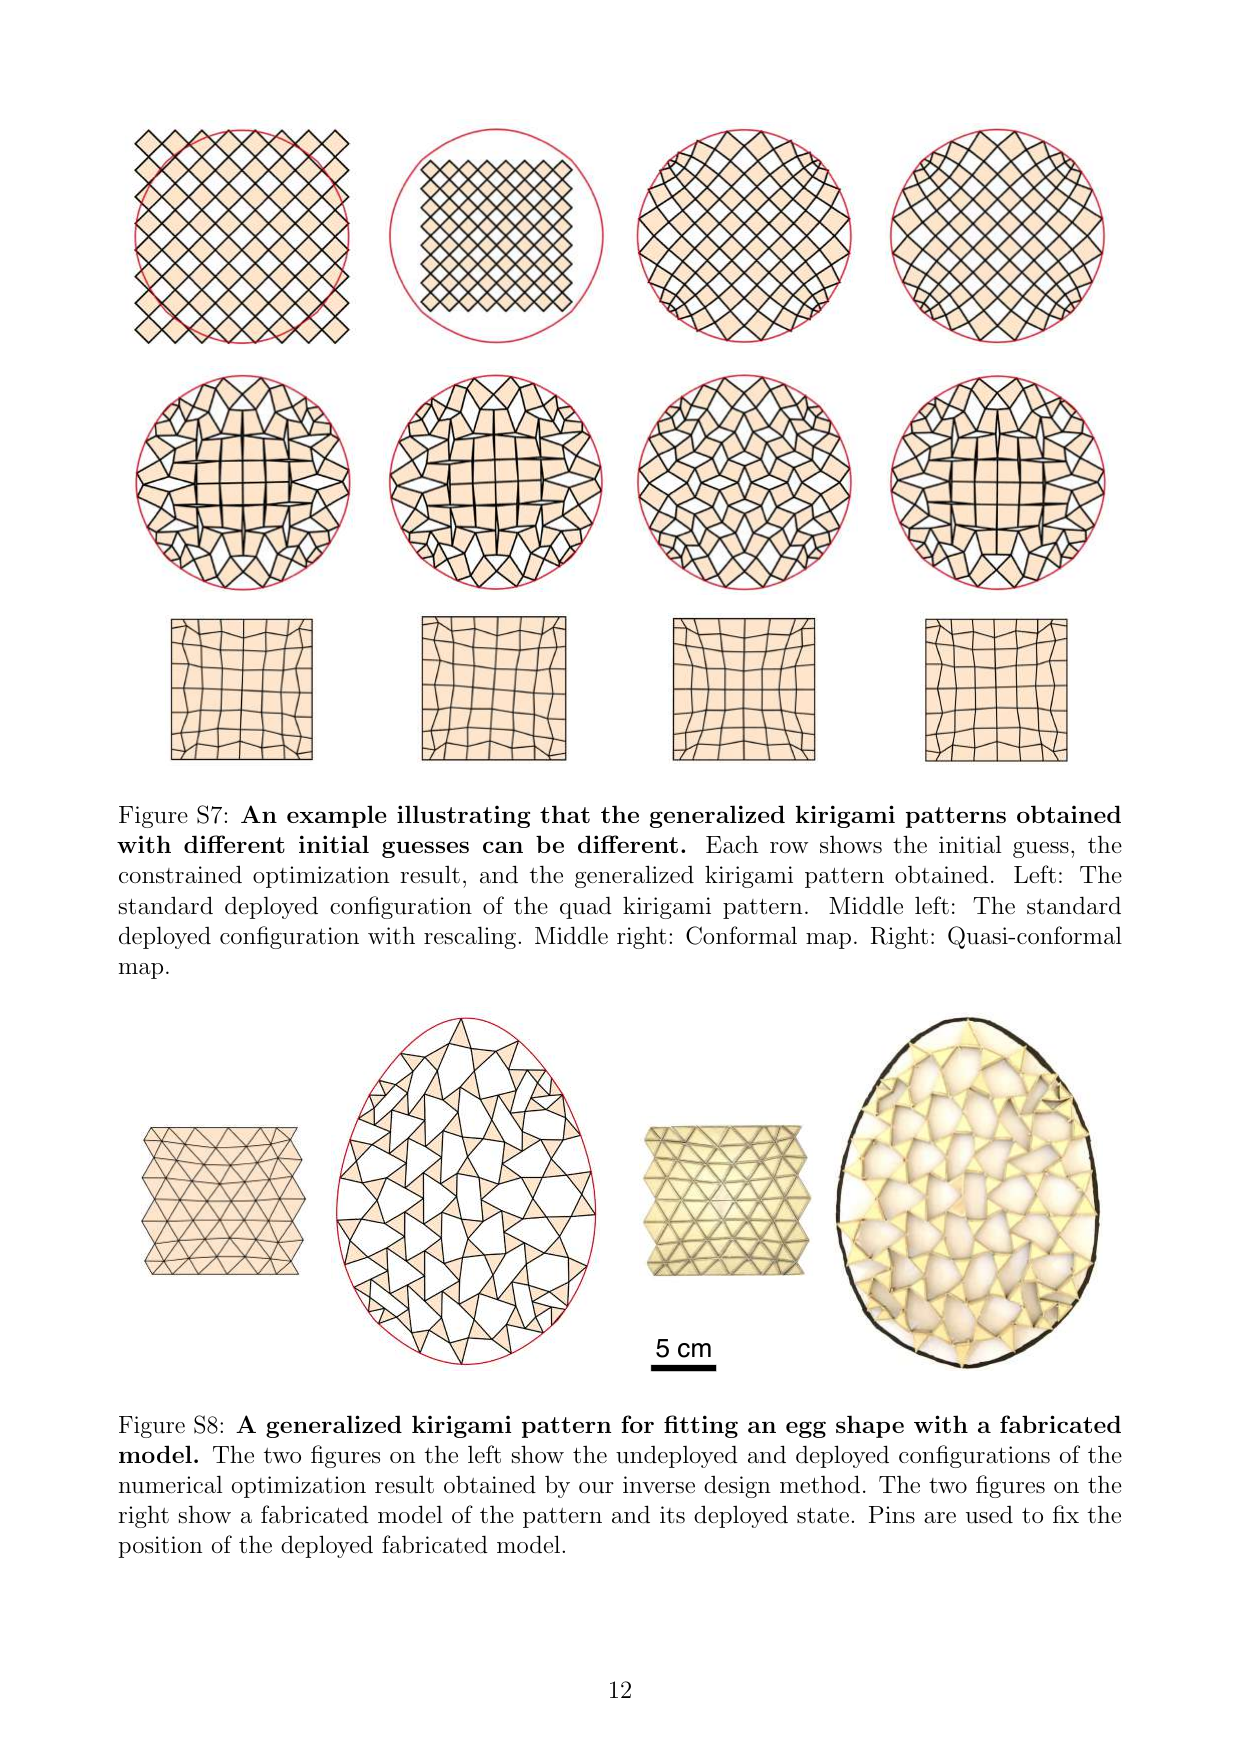 Figure S7: An example illustrating that the generalized kirigami patterns obtained
with different initial guesses can be different. Each row shows the initial guess, the
constrained optimization result, and the generalized kirigami pattern obtained. Left: The
standard deployed configuration of the quad kirigami pattern. Middle left: The standard
deployed configuration with rescaling. Middle right: Conformal map. Right: Quasi-conformal
map.
5 cm
Figure S8: A generalized kirigami pattern for fitting an egg shape with a fabricated
model. The two figures on the left show the undeployed and deployed configurations of the
numerical optimization result obtained by our inverse design method. The two figures on the
right show a fabricated model of the pattern and its deployed state. Pins are used to fix the
position of the deployed fabricated model.
12